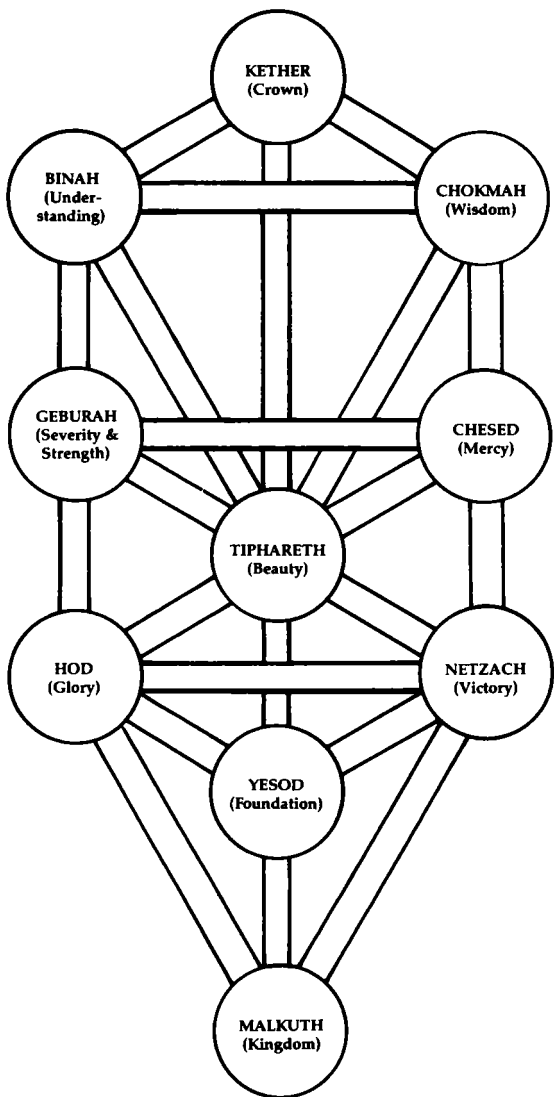 KETHER
(Crown)
BINAH
(Under-
standing)
CHOKMAH
(Wisdom)
GEBURAH
(Severity &
Strength)
CHESED
(Mercy)
TIPHARETH
(Beauty)
HOD
(Glory)
NETZACH
(Victory)
YESOD
(Foundation)
MALKUTH
(Kingdom)